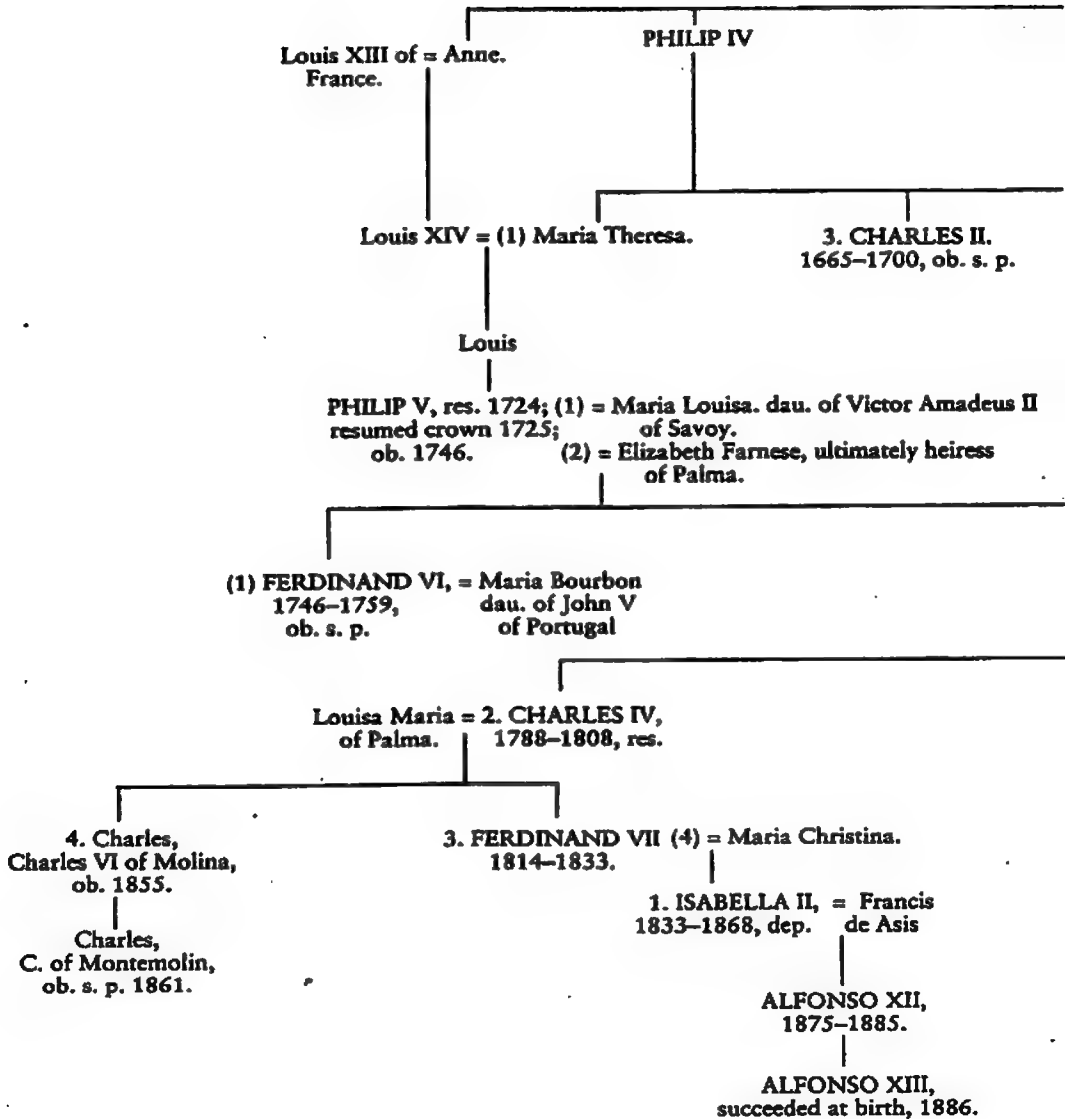 Louis XIII of = Anne.
France.
PHILIP IV
Louis XIV = (1) Maria Theresa.
3. CHARLES II.
1665–1700, ob. s. p.
Louis
PHILIP V, res. 1724; (1) = Maria Louisa. dau. of Victor Amadeus II
resumed crown 1725; of Savoy.
ob. 1746. (2) = Elizabeth Farnese, ultimately heiress
of Palma.
(1) FERDINAND VI, = Maria Bourbon
1746–1759, dau. of John V
ob. s. p. of Portugal
Louisa Maria = 2. CHARLES IV,
of Palma. 1788–1808, res.
4. Charles,
Charles VI of Molina,
ob. 1855.
Charles,
C. of Montemolin,
ob. s. p. 1861.
3. FERDINAND VII (4) = Maria Christina.
1814–1833.
1. ISABELLA II, = Francis
1833–1868, dep. de Asis
ALFONSO XII,
1875–1885.
ALFONSO XIII,
succeeded at birth, 1886.